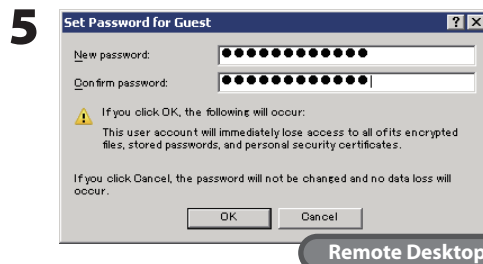 5
Set Password for Guest
New password: ●●●●●●●●●●●●
Confirm password: ●●●●●●●●●●●●
If you click OK, the following will occur:
This user account will immediately lose access to all of its encrypted
files, stored passwords, and personal security certificates.
If you click Cancel, the password will not be changed and no data loss will
occur.
OK Cancel
Remote Desktop